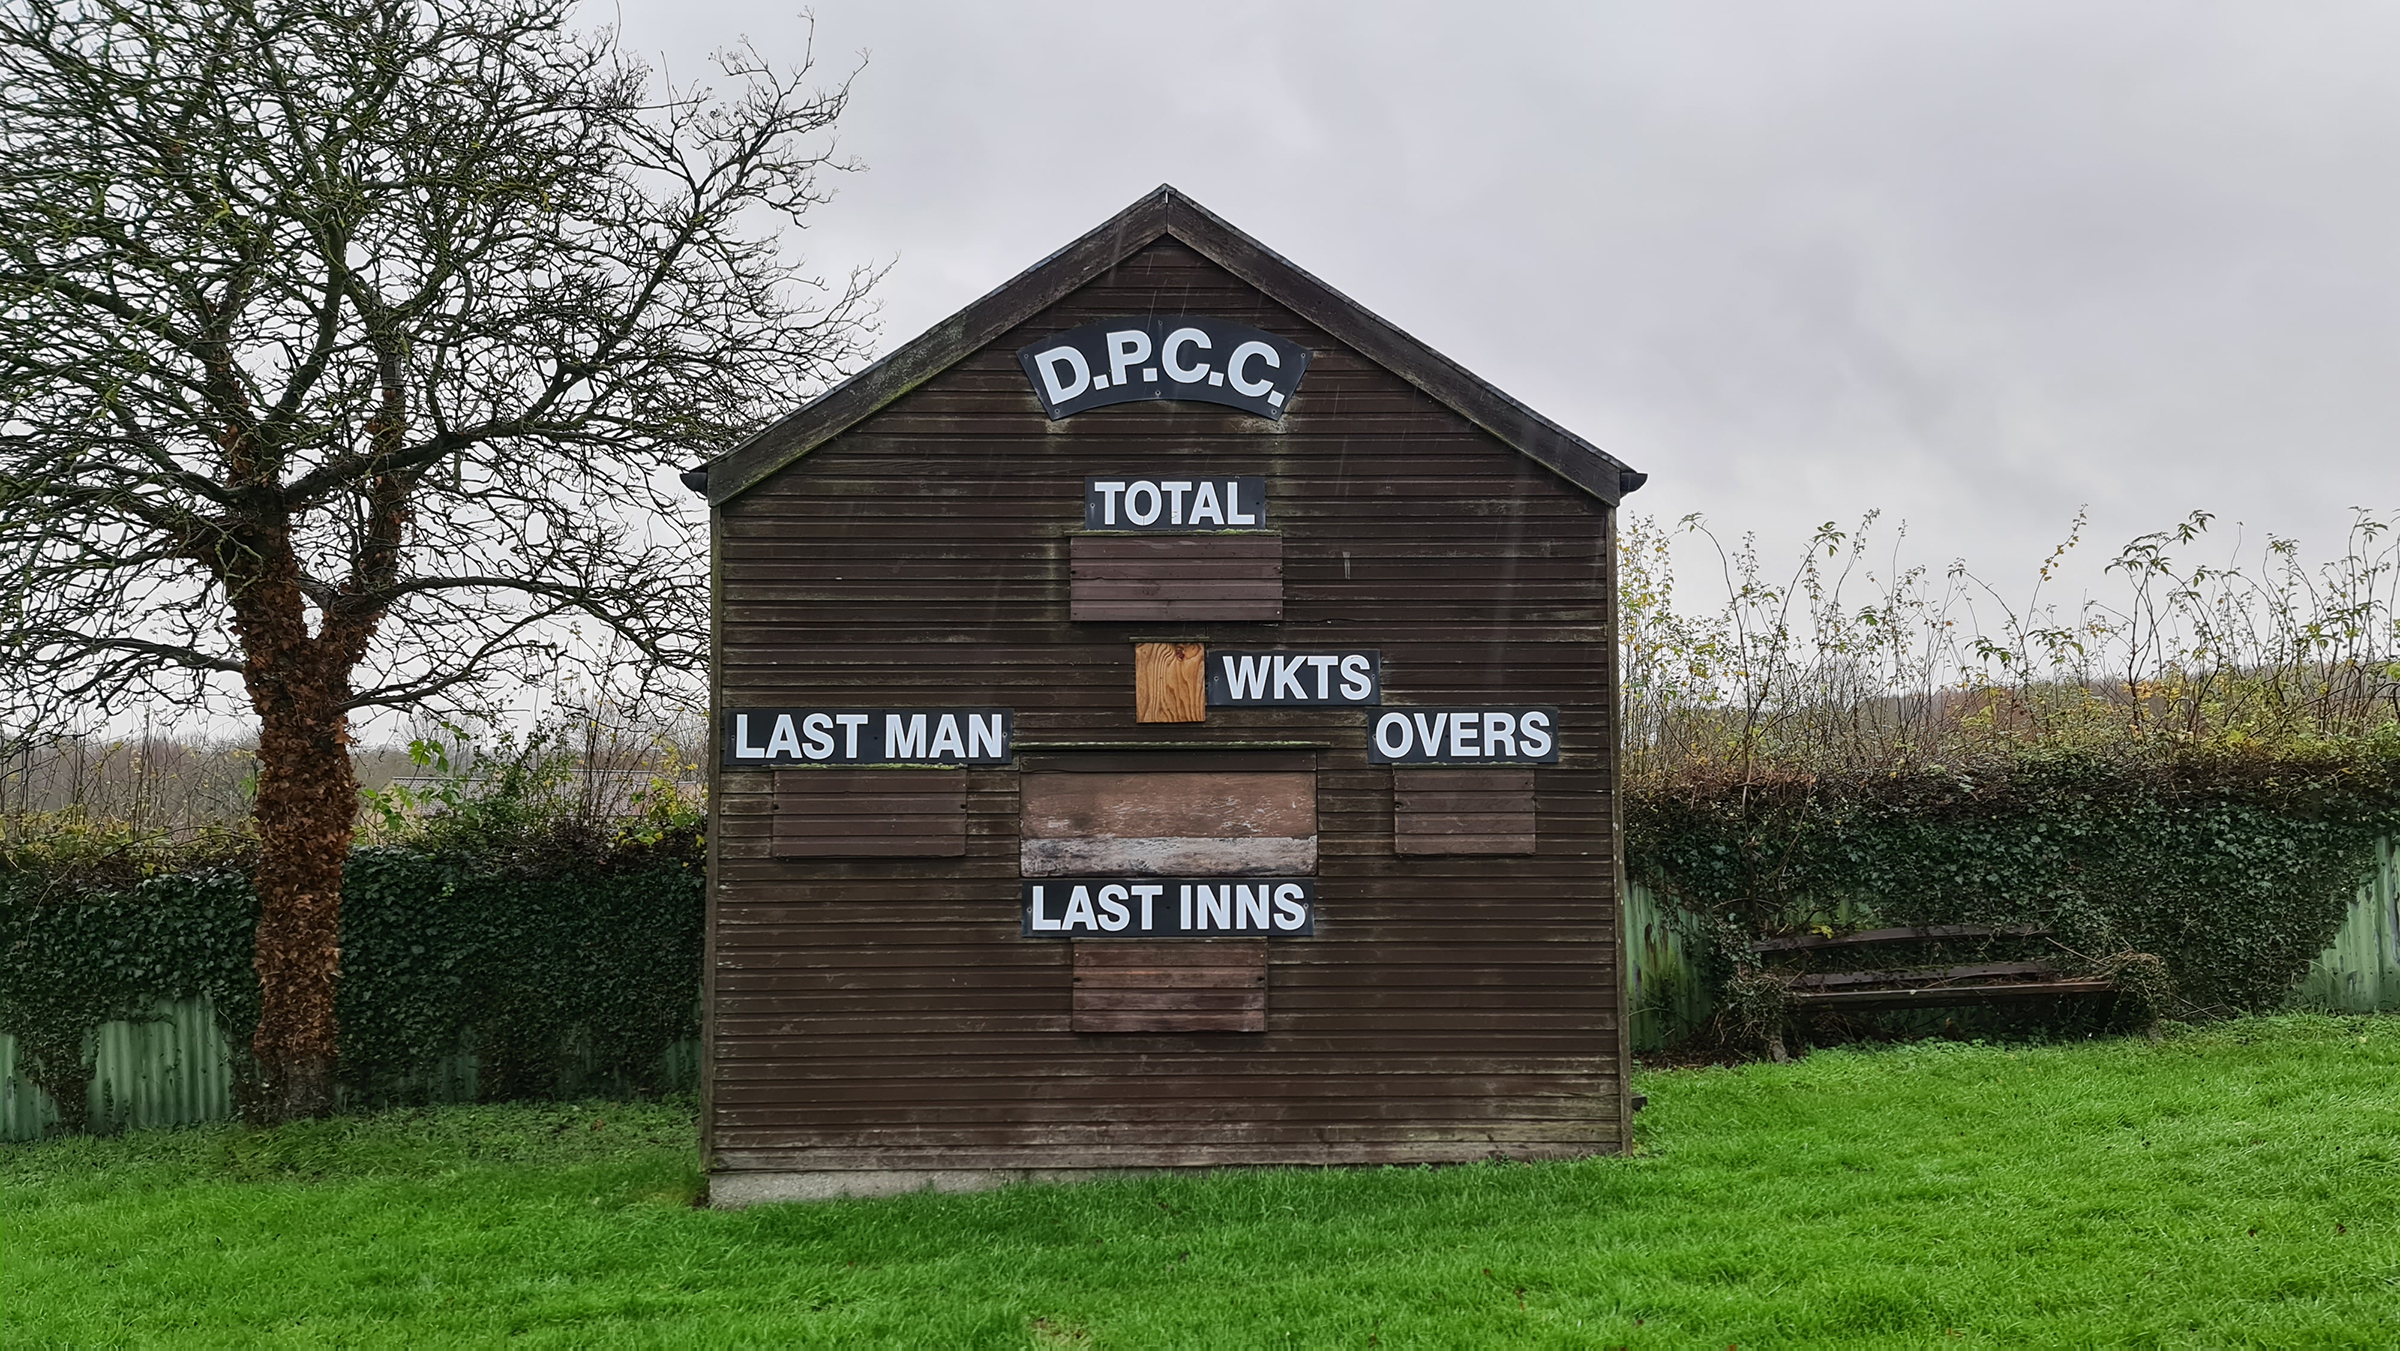 D.P.C.C.
TOTAL
WKTS
LAST MAN
OVERS
LAST INNS